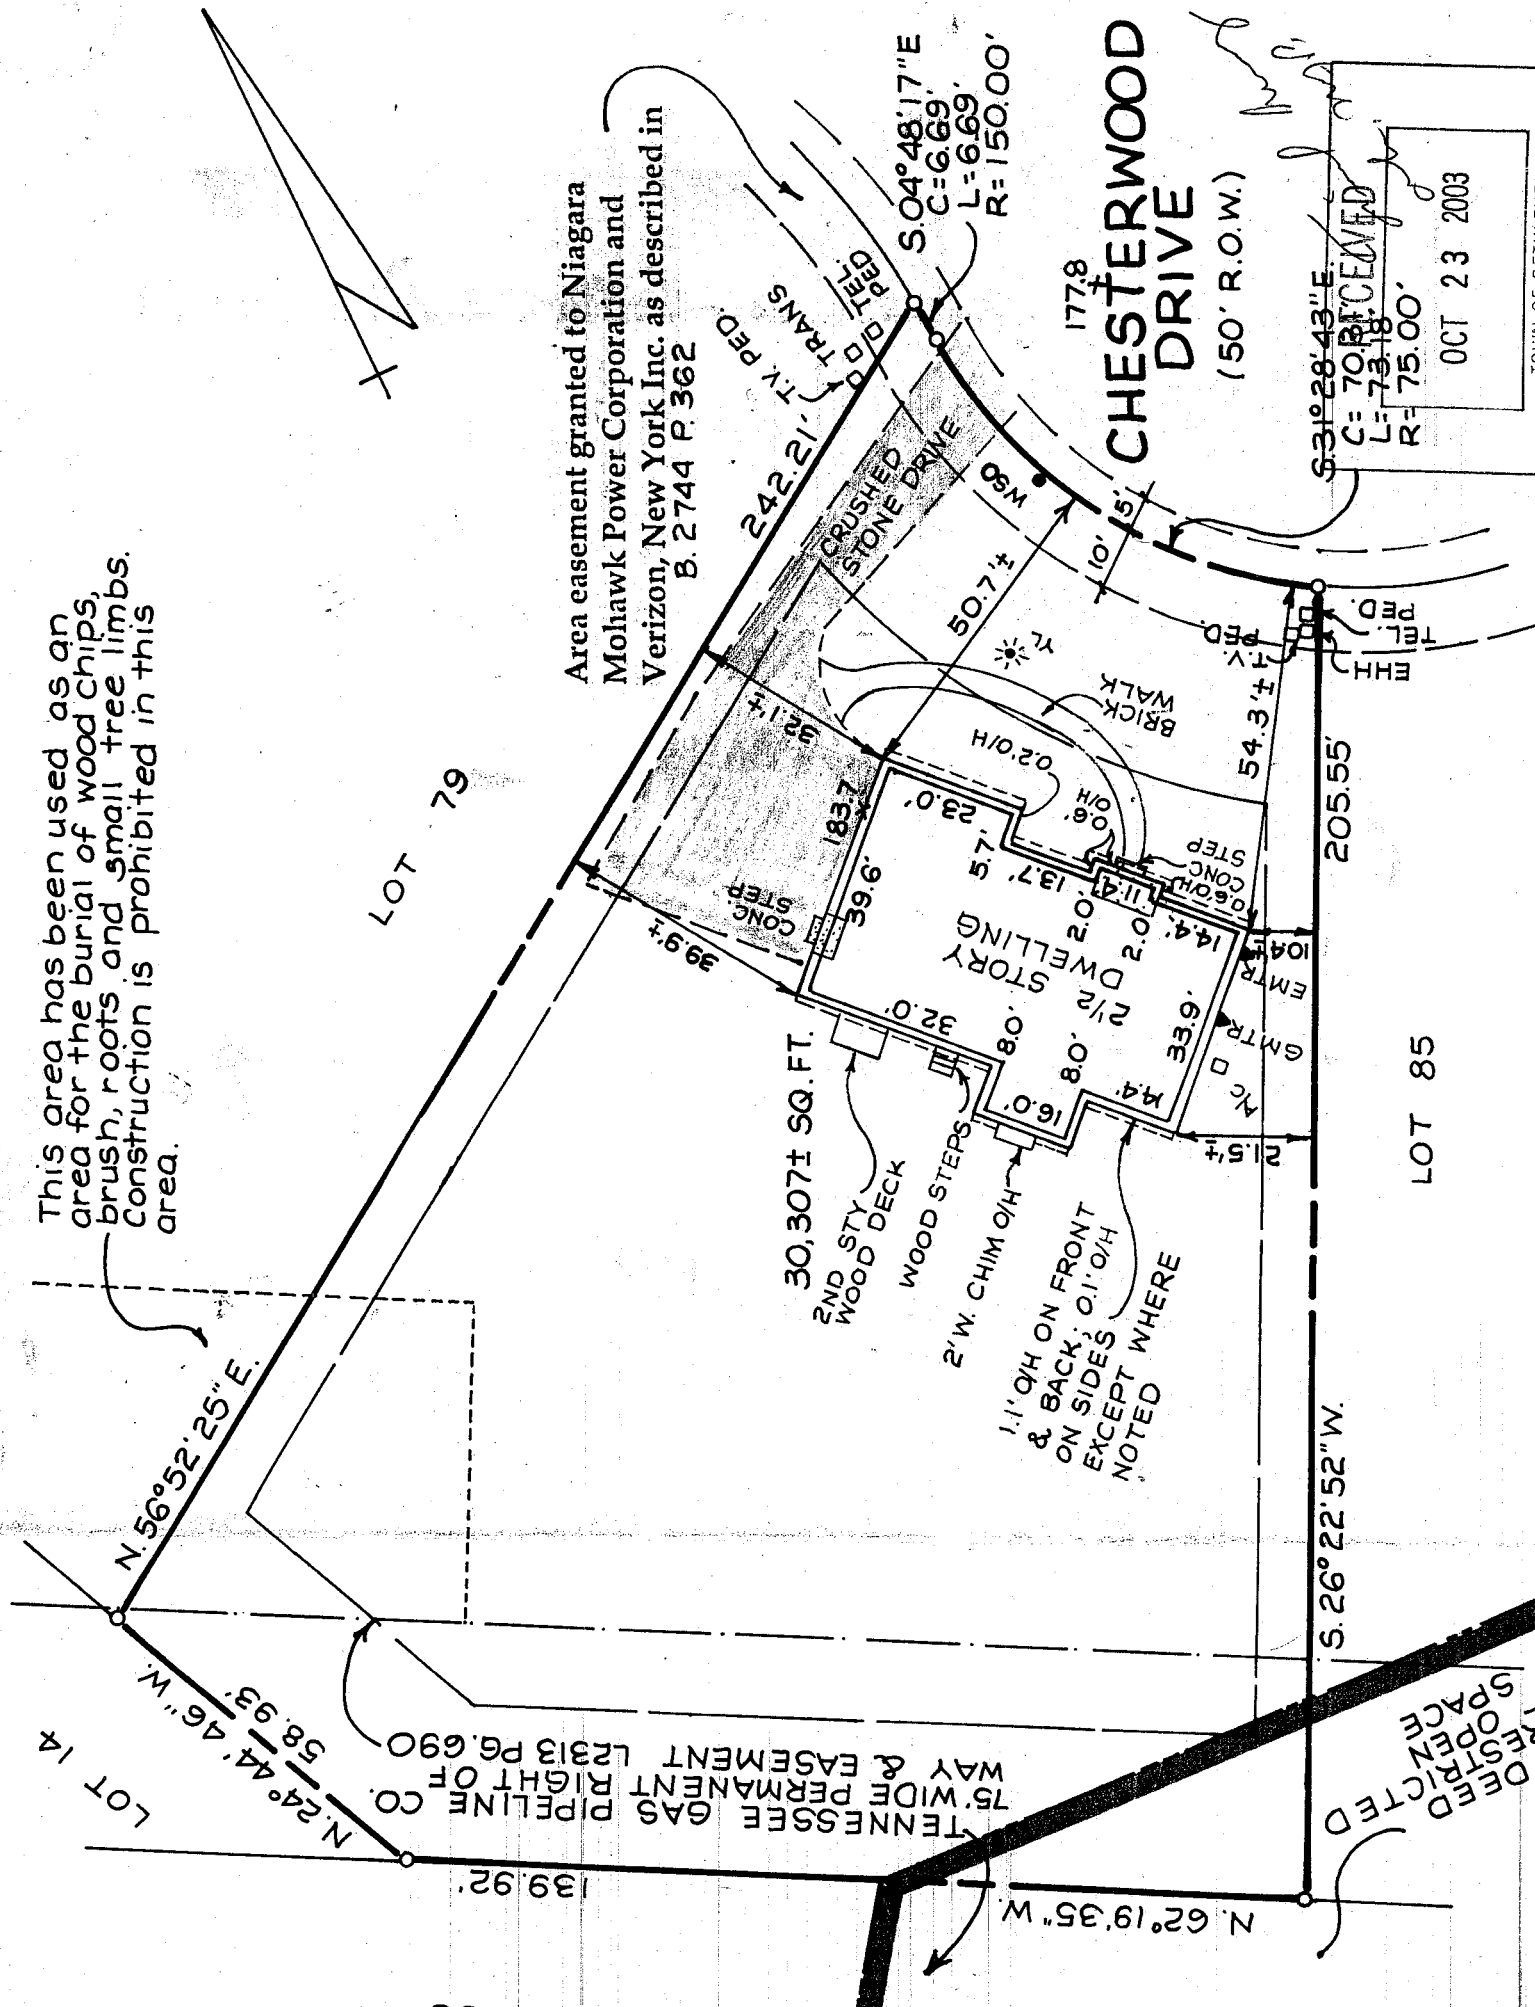 This area has been used as an
area for the burial of wood chips,
brush, roots and small tree limbs.
Construction is prohibited in this
area.
LOT 79
Area easement granted to Niagara
Mohawk Power Corporation and
Verizon, New York Inc. as described in
B. 2744 P. 362
S.04°48'17"E
C=6.69'
L=6.69'
R=150.00'
CHESTERWOOD
DRIVE
(50' R.O.W.)
177.8
±
S.31°28'43"E.
L=73.18'
R=75.00'
RECEIVED
OCT 23 2003
T.V. PED.
TRANS
TEL.
PED.
242.21'
CRUSHED
STONE DRIVE
WSO
50.7'±
10'
5'
YL
BRICK
WALK
32.1'±
39.9'±
183.7
CONC.
STEP
39.6'
23.0'
0.2' O/H
5.7'
13.7'
0.6'
O/H
2.0'
11.4'
2.0'
14.4'
CONC
STEP
0.6' O/H
2 1/2
STORY
DWELLING
32.0'
8.0'
16.0'
8.0'
14.4'
33.9'
54.3'±
T.V.
PED.
EHH
TEL.
PED.
205.55'
10.4±
EMTR
GMTR
A/C
21.5'±
LOT 85
30,307± SQ.FT.
2ND STY
WOOD DECK
WOOD STEPS
2' W. CHIM O/H
1.1' O/H ON FRONT
& BACK; 0.1' O/H
ON SIDES
EXCEPT WHERE
NOTED
N. 56°52'25" E.
N. 24°44'46" W.
58.93'
LOT 14
TENNESSEE GAS PIPELINE CO.
75' WIDE PERMANENT RIGHT OF
WAY & EASEMENT L2313 PG. 690
139.92'
N. 62°19'35" W.
S. 26°22'52" W.
DEED
OPEN
SPACE